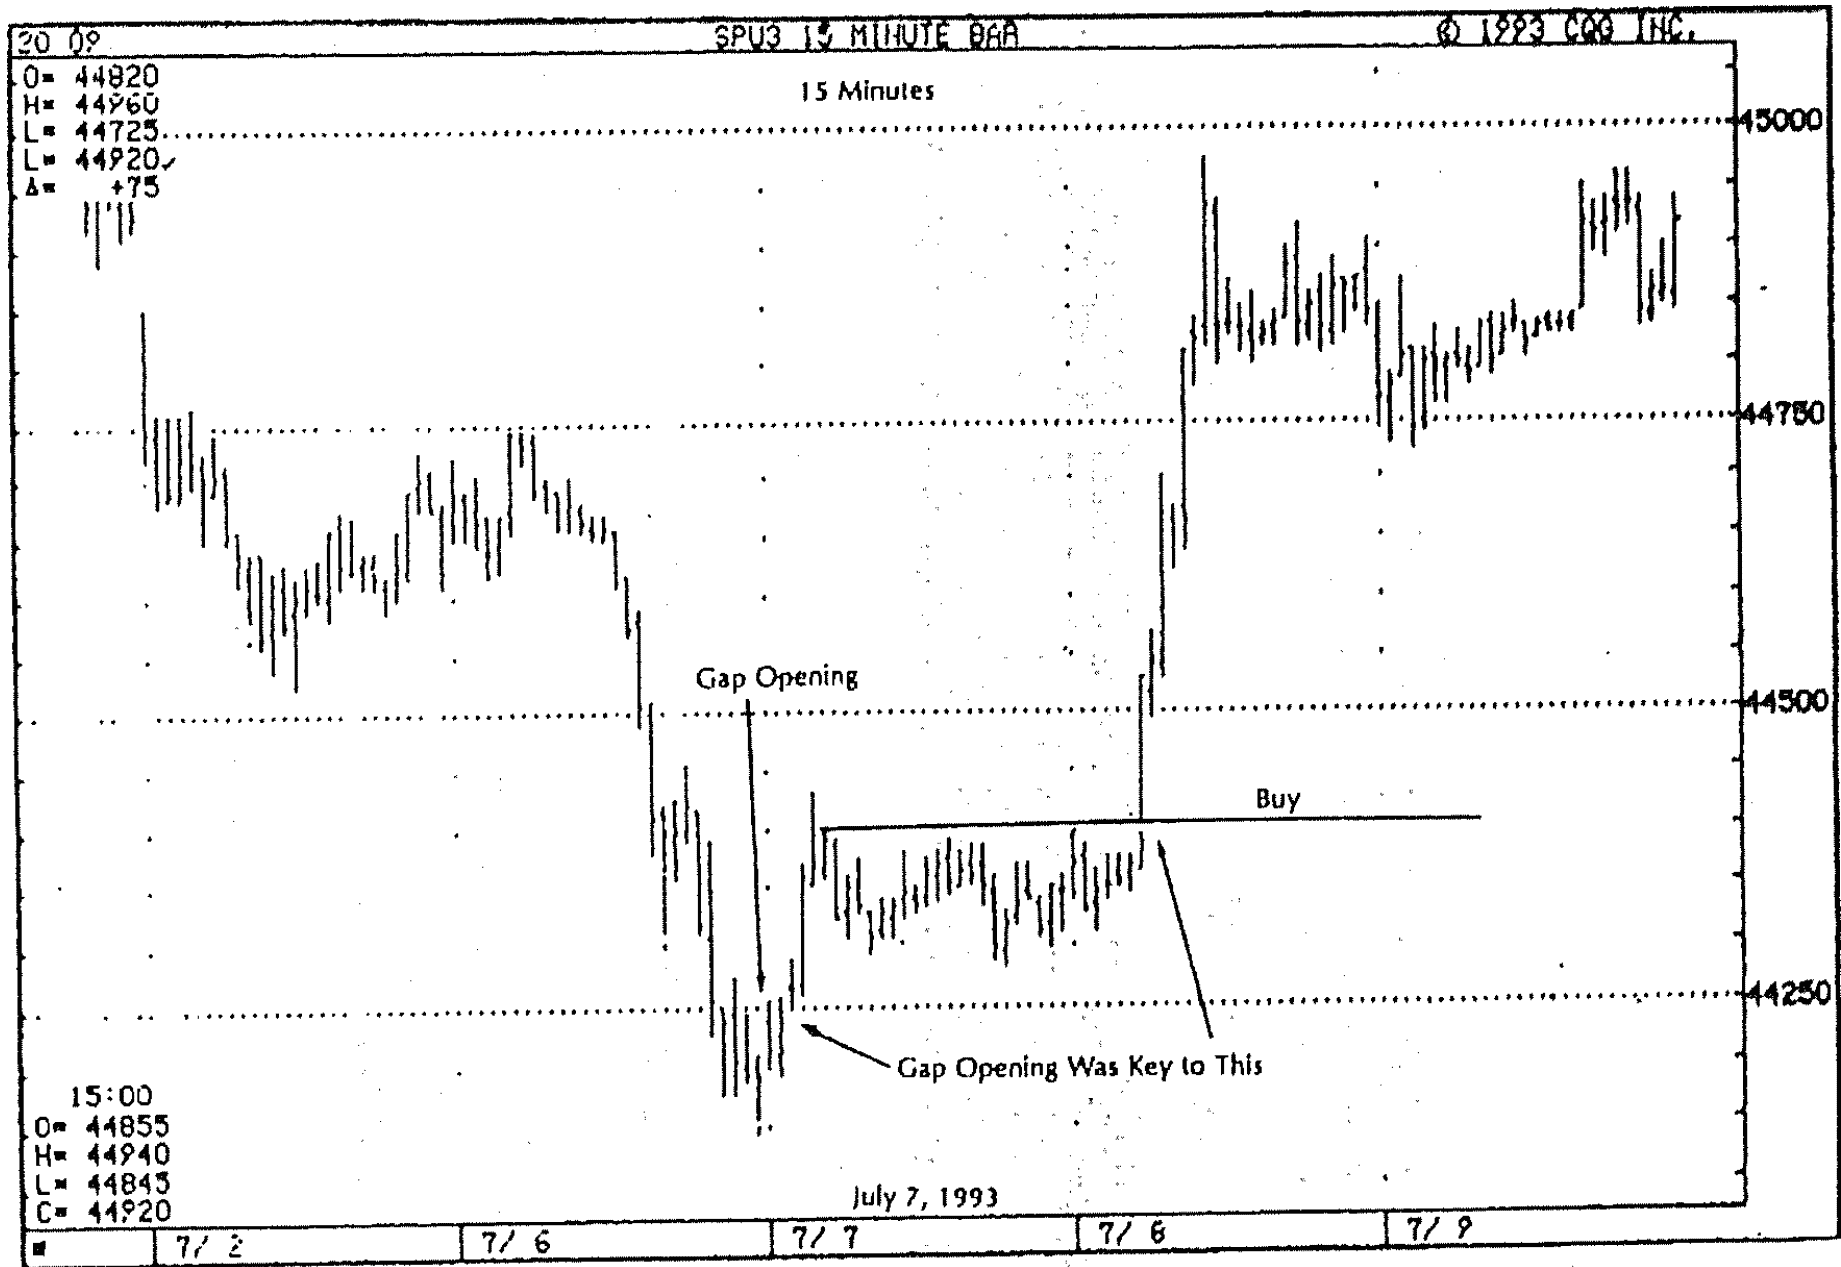 20 09
SPU3 15 MINUTE BAR
© 1993 CQG INC.
O= 44820
H= 44960
L= 44725
L= 44920
Δ= +75
15 Minutes
45000
44750
Gap Opening
44500
Buy
44250
Gap Opening Was Key to This
15:00
O= 44855
H= 44940
L= 44845
C= 44920
July 7, 1993
7/ 2
7/ 6
7/ 7
7/ 8
7/ 9